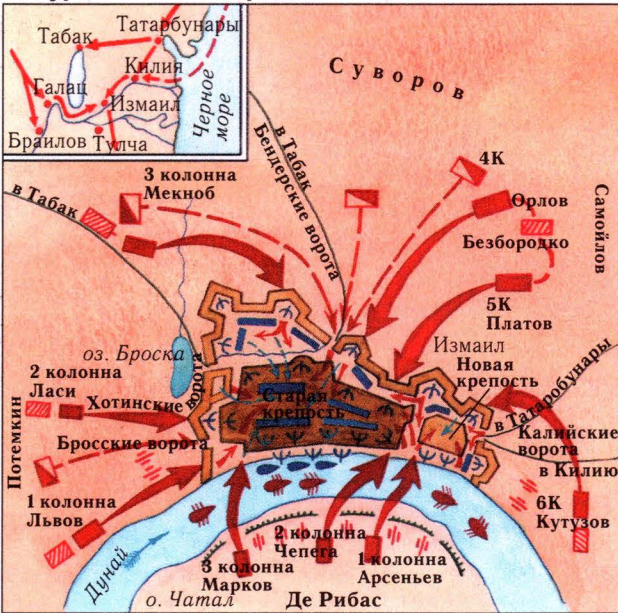 Татарбунары
Табак
Килия
Галац
Измаил
Черное
море
Браилов
Тулча
Суворов
3 колонна
Мекноб
в Табак
в Табак
Бендерские ворота
4К
Орлов
Безбородко
Самойлов
5К
Платов
оз. Броска
Измаил
Новая
крепость
Старая
крепость
2 колонна
Ласи
Хотинские
ворота
в Татаробунары
Бросские ворота
Калийские
ворота
в Килию
Потемкин
1 колонна
Львов
6К
Кутузов
2 колонна
Чепега
1 колонна
Арсеньев
3 колонна
Марков
Дунай
о. Чатал
Де Рибас